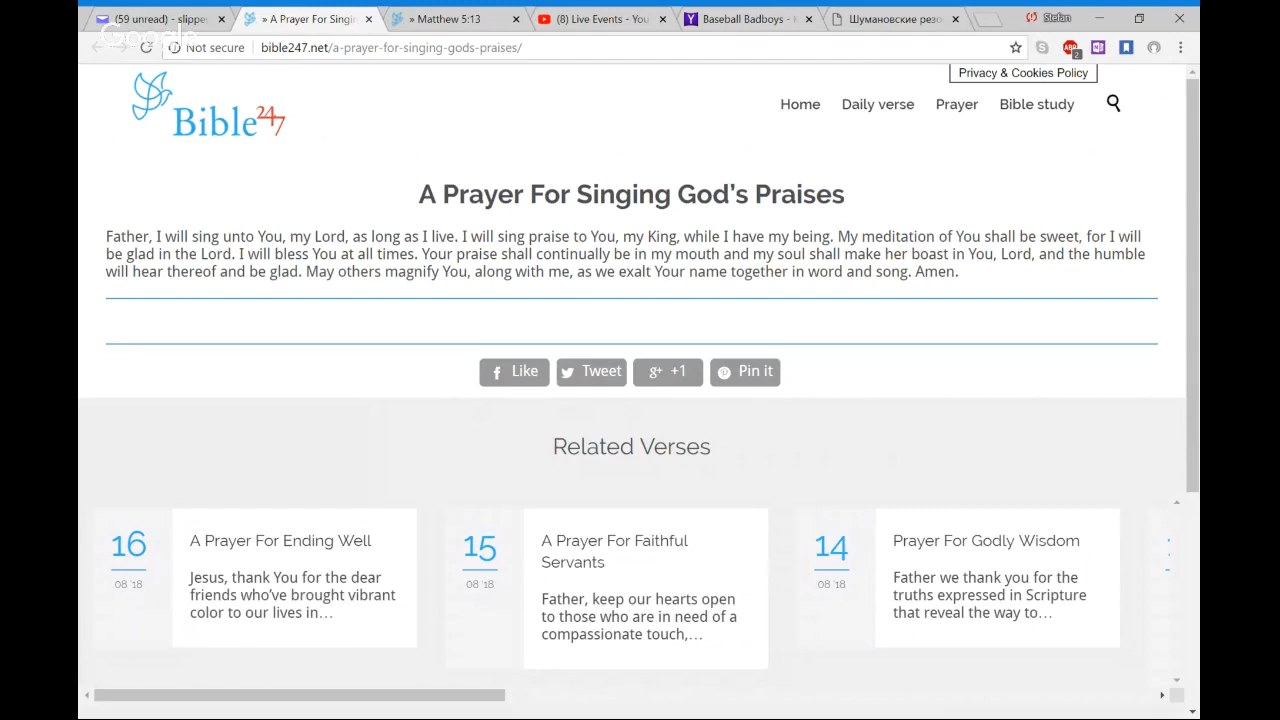 (59 unread) - slippe
» A Prayer For Singin
» Matthew 5:13
(8) Live Events - You
Baseball Badboys -
Шумановские резо
Stefan
Google
Not secure
bible247.net/a-prayer-for-singing-gods-praises/
ABP
2
Privacy & Cookies Policy
Bible 247
Home
Daily verse
Prayer
Bible study
A Prayer For Singing God’s Praises
Father, I will sing unto You, my Lord, as long as I live. I will sing praise to You, my King, while I have my being. My meditation of You shall be sweet, for I will
be glad in the Lord. I will bless You at all times. Your praise shall continually be in my mouth and my soul shall make her boast in You, Lord, and the humble
will hear thereof and be glad. May others magnify You, along with me, as we exalt Your name together in word and song. Amen.
Like
Tweet
g+ +1
Pin it
Related Verses
16
08 '18
A Prayer For Ending Well
Jesus, thank You for the dear
friends who’ve brought vibrant
color to our lives in…
15
08 '18
A Prayer For Faithful
Servants
Father, keep our hearts open
to those who are in need of a
compassionate touch,…
14
08 '18
Prayer For Godly Wisdom
Father we thank you for the
truths expressed in Scripture
that reveal the way to…